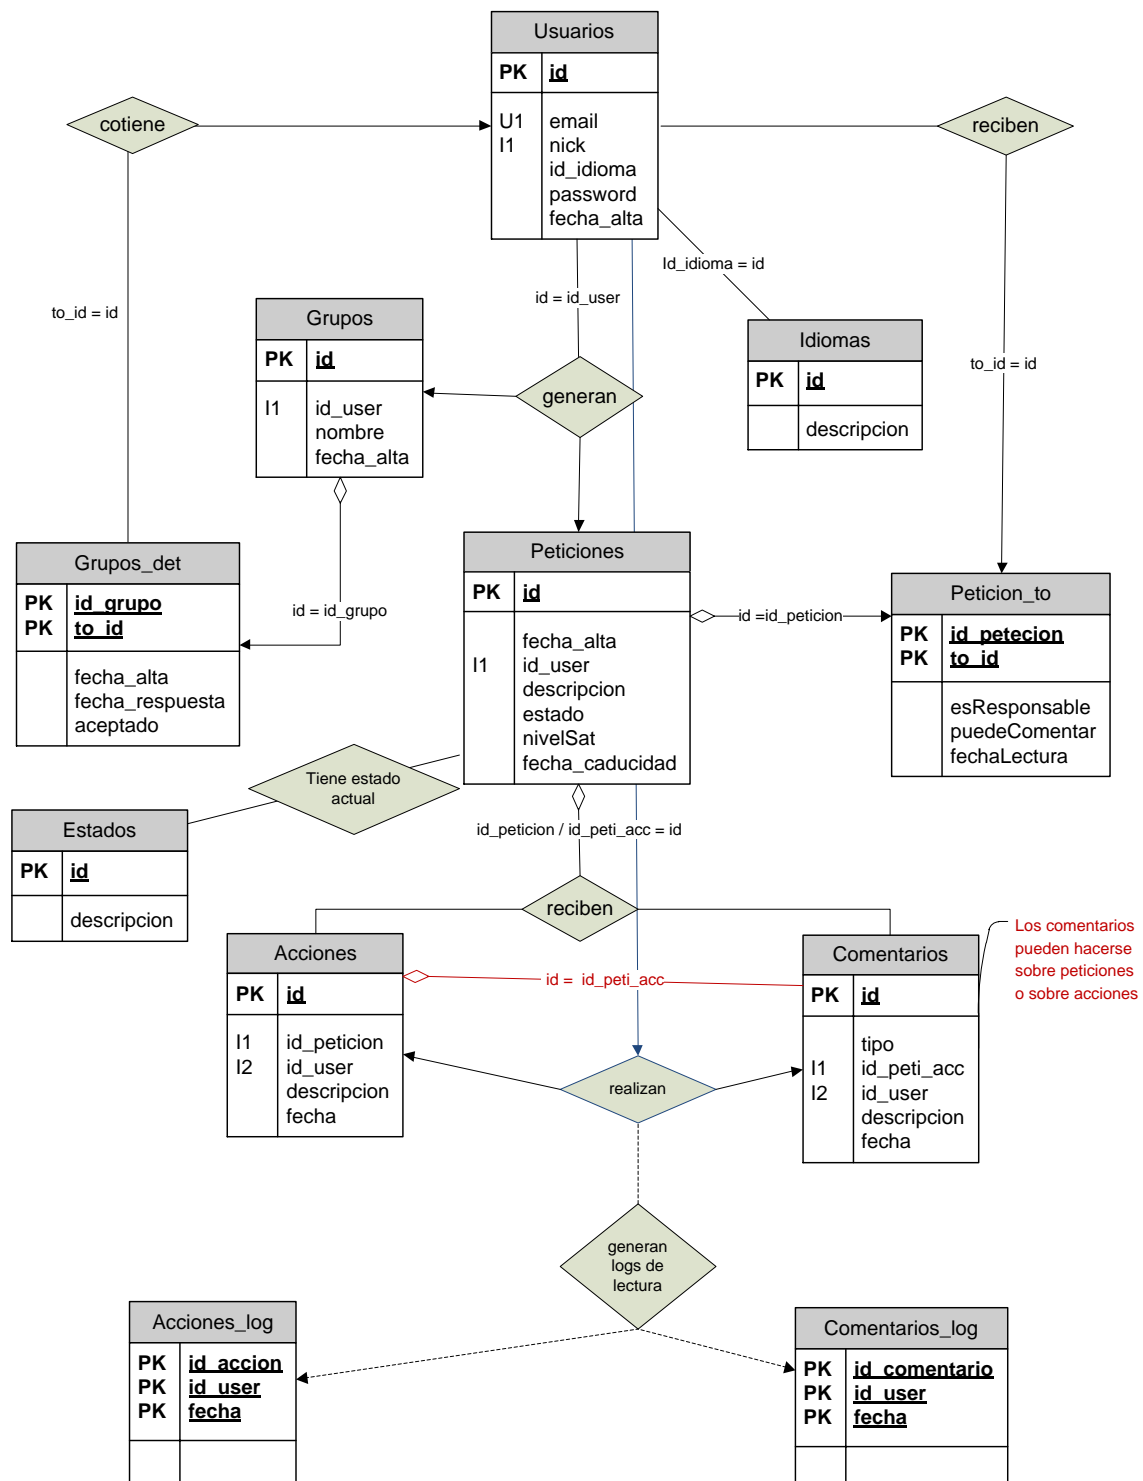 Usuarios
PK id
U1 email
I1 nick
id_idioma
password
fecha_alta
cotiene
reciben
Id_idioma = id
id = id_user
to_id = id
Grupos
PK id
I1 id_user
nombre
fecha_alta
Idiomas
PK id
descripcion
to_id = id
generan
Grupos_det
PK id_grupo
PK to_id
fecha_alta
fecha_respuesta
aceptado
id = id_grupo
Peticiones
PK id
fecha_alta
I1 id_user
descripcion
estado
nivelSat
fecha_caducidad
id =id_peticion
Peticion_to
PK id_petecion
PK to_id
esResponsable
puedeComentar
fechaLectura
Tiene estado
actual
Estados
PK id
descripcion
id_peticion / id_peti_acc = id
reciben
Acciones
PK id
I1 id_peticion
I2 id_user
descripcion
fecha
id = id_peti_acc
Comentarios
PK id
tipo
I1 id_peti_acc
I2 id_user
descripcion
fecha
Los comentarios
pueden hacerse
sobre peticiones
o sobre acciones
realizan
generan
logs de
lectura
Acciones_log
PK id_accion
PK id_user
PK fecha
Comentarios_log
PK id_comentario
PK id_user
PK fecha